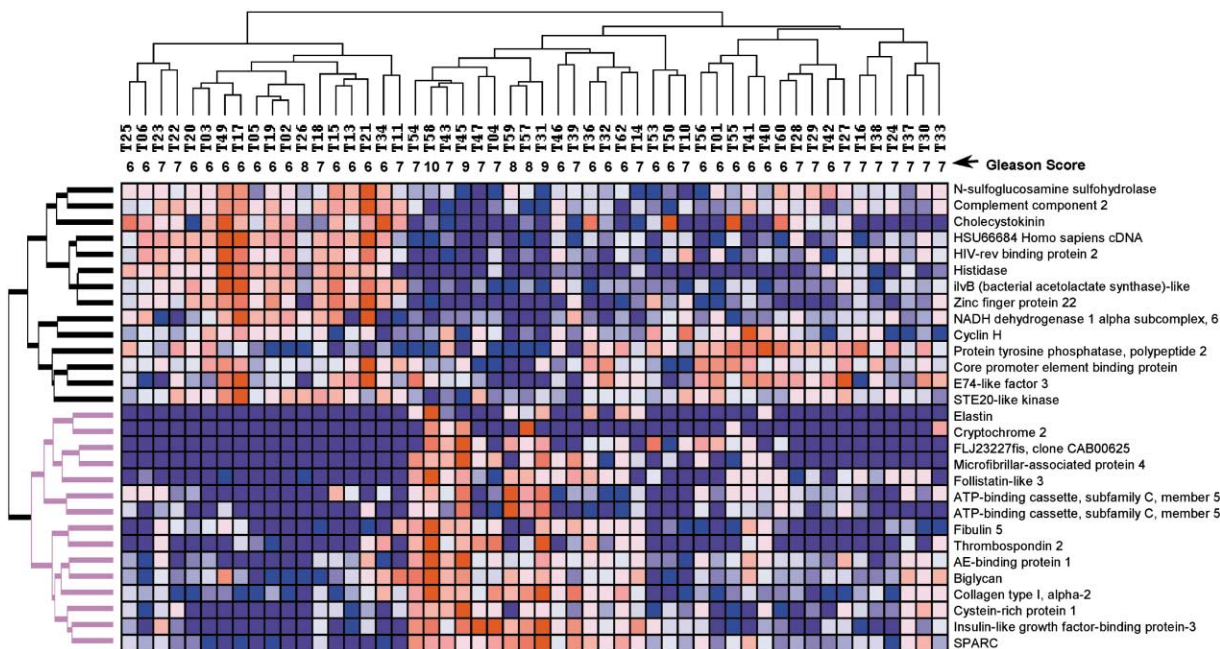 T25 T06 T23 T22 T20 T03 T49 T17 T05 T19 T02 T26 T18 T15 T13 T21 T34 T11 T54 T58 T43 T45 T47 T04 T59 T57 T31 T46 T39 T36 T32 T62 T14 T53 T50 T10 T56 T01 T55 T41 T40 T60 T28 T29 T42 T27 T16 T38 T24 T37 T30 T33
6 6 7 7 7 6 6 6 6 6 6 8 7 6 6 6 6 7 7 10 7 9 7 7 8 8 9 6 7 6 6 6 7 6 6 6 7 6 6 6 6 6 7 7 6 7 7 7 7 7 7 7 Gleason Score
N-sulfoglucosamine sulfohydrolase
Complement component 2
Cholecystokinin
HSU66684 Homo sapiens cDNA
HIV-rev binding protein 2
Histidase
ilvB (bacterial acetolactate synthase)-like
Zinc finger protein 22
NADH dehydrogenase 1 alpha subcomplex, 6
Cyclin H
Protein tyrosine phosphatase, polypeptide 2
Core promoter element binding protein
E74-like factor 3
STE20-like kinase
Elastin
Cryptochrome 2
FLJ23227fis, clone CAB00625
Microfibrillar-associated protein 4
Follistatin-like 3
ATP-binding cassette, subfamily C, member 5
ATP-binding cassette, subfamily C, member 5
Fibulin 5
Thrombospondin 2
AE-binding protein 1
Biglycan
Collagen type I, alpha-2
Cystein-rich protein 1
Insulin-like growth factor-binding protein-3
SPARC